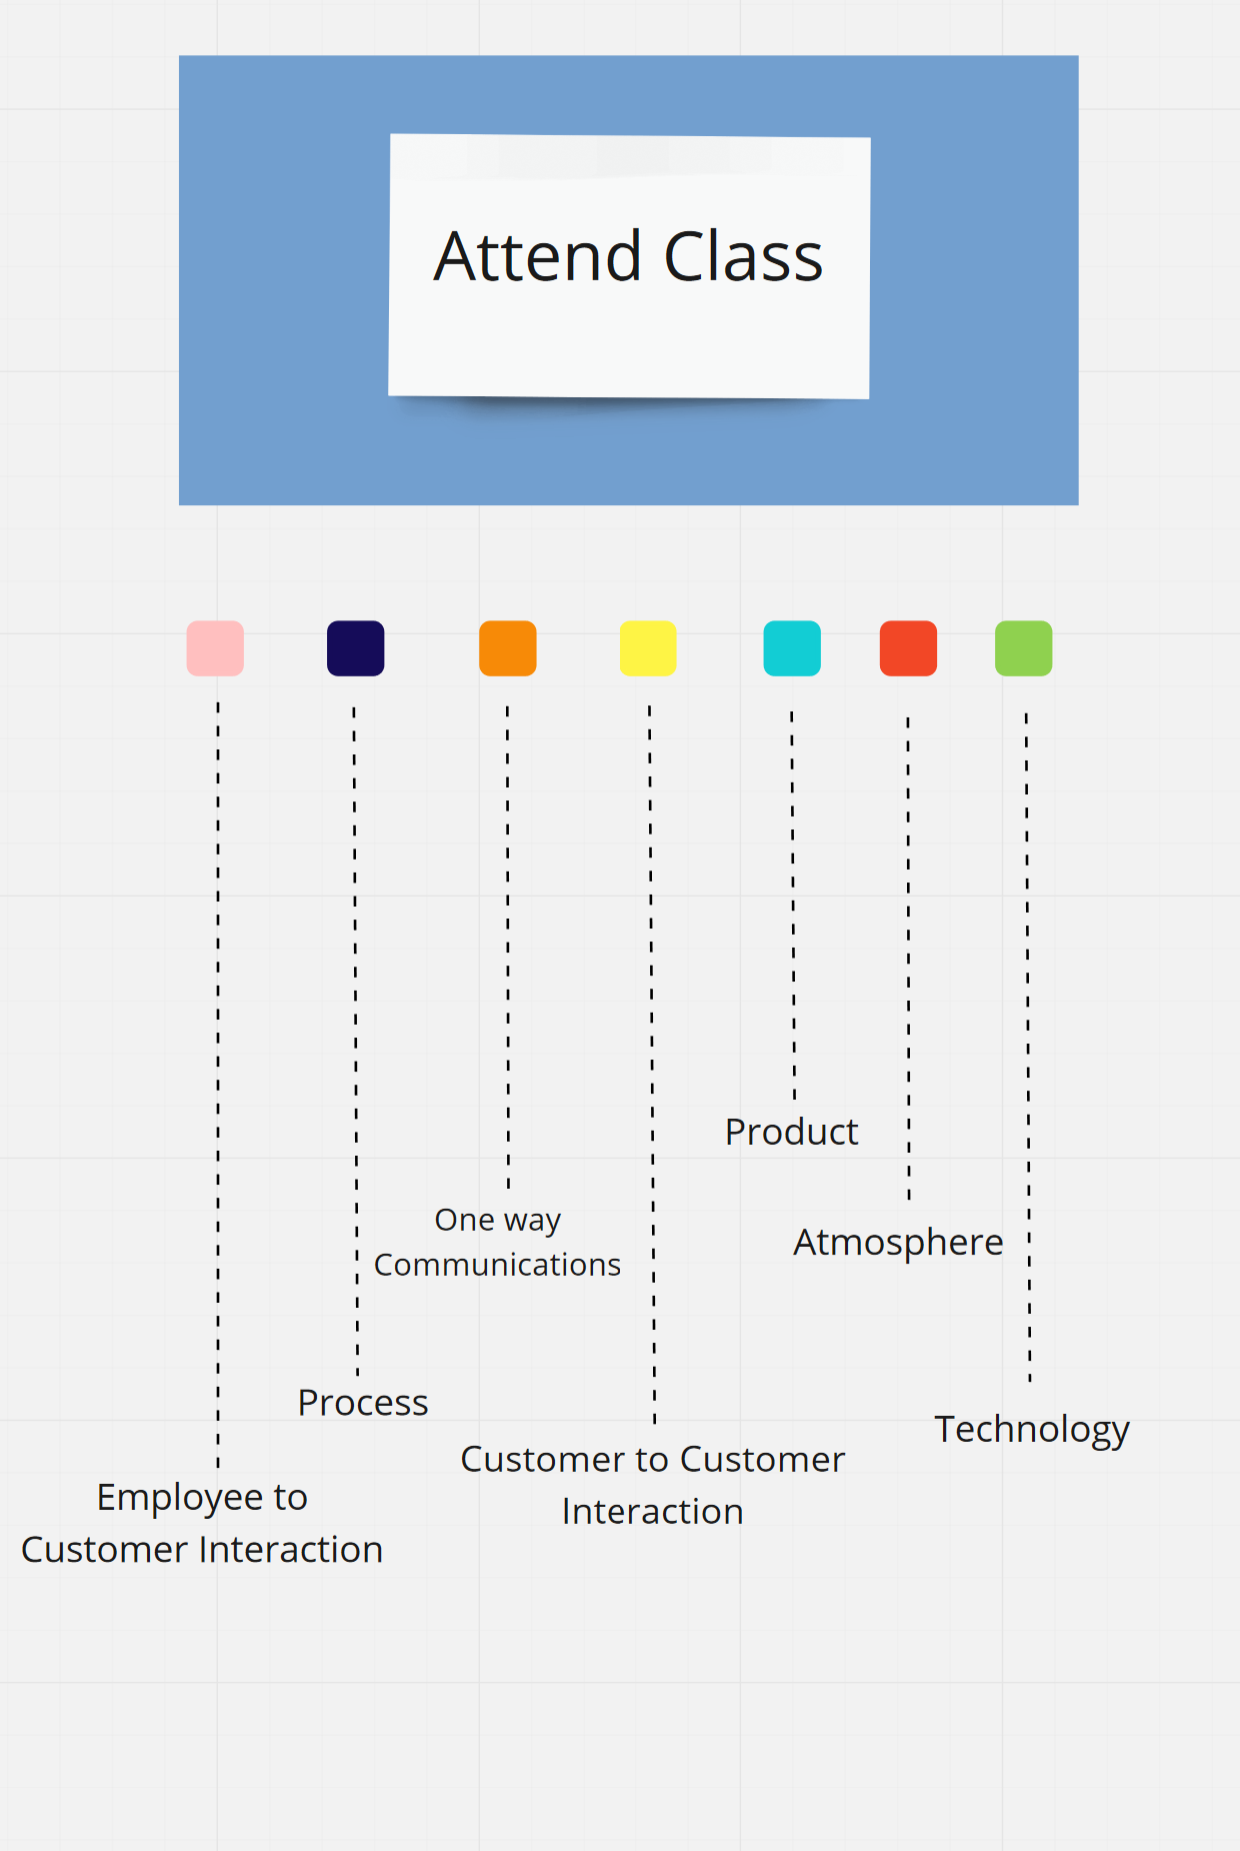 Attend Class
Product
One way
Communications
Atmosphere
Process
Technology
Customer to Customer
Interaction
Employee to
Customer Interaction